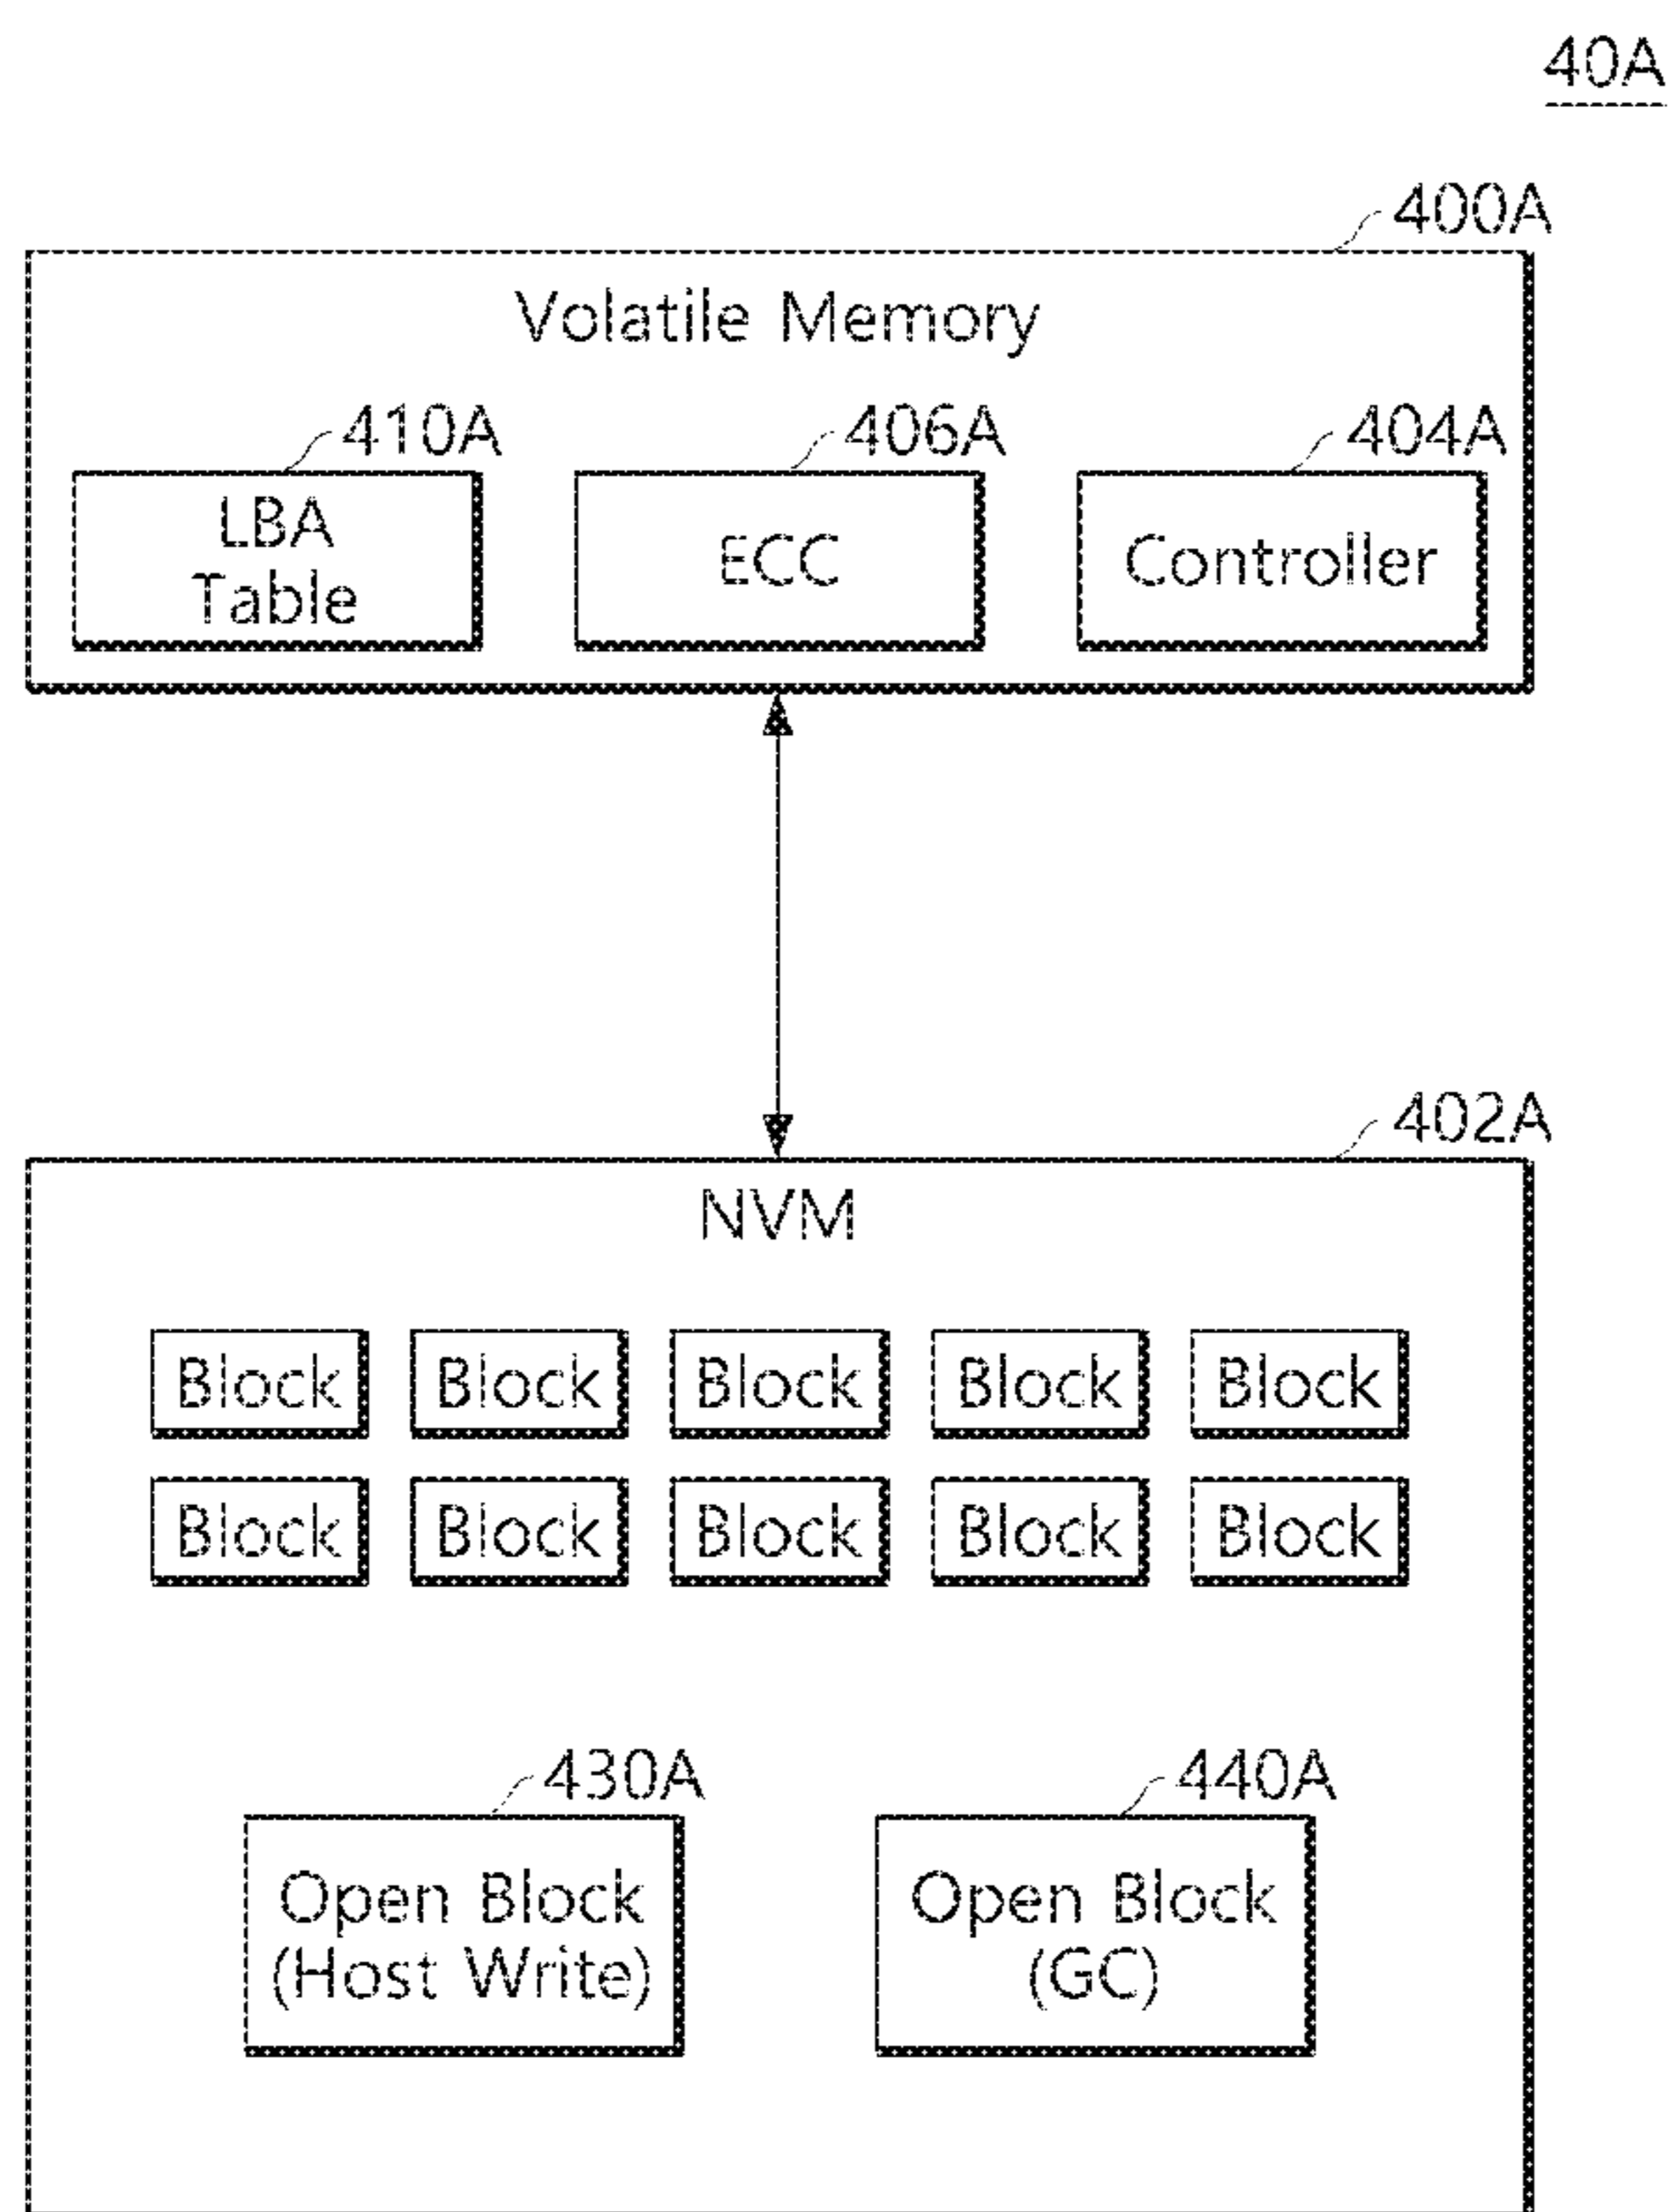 40A
400A
Volatile Memory
410A 406A 404A
LBA
Table
ECC
Controller
402A
NVM
Block Block Block Block Block
Block Block Block Block Block
430A 440A
Open Block
(Host Write)
Open Block
(GC)